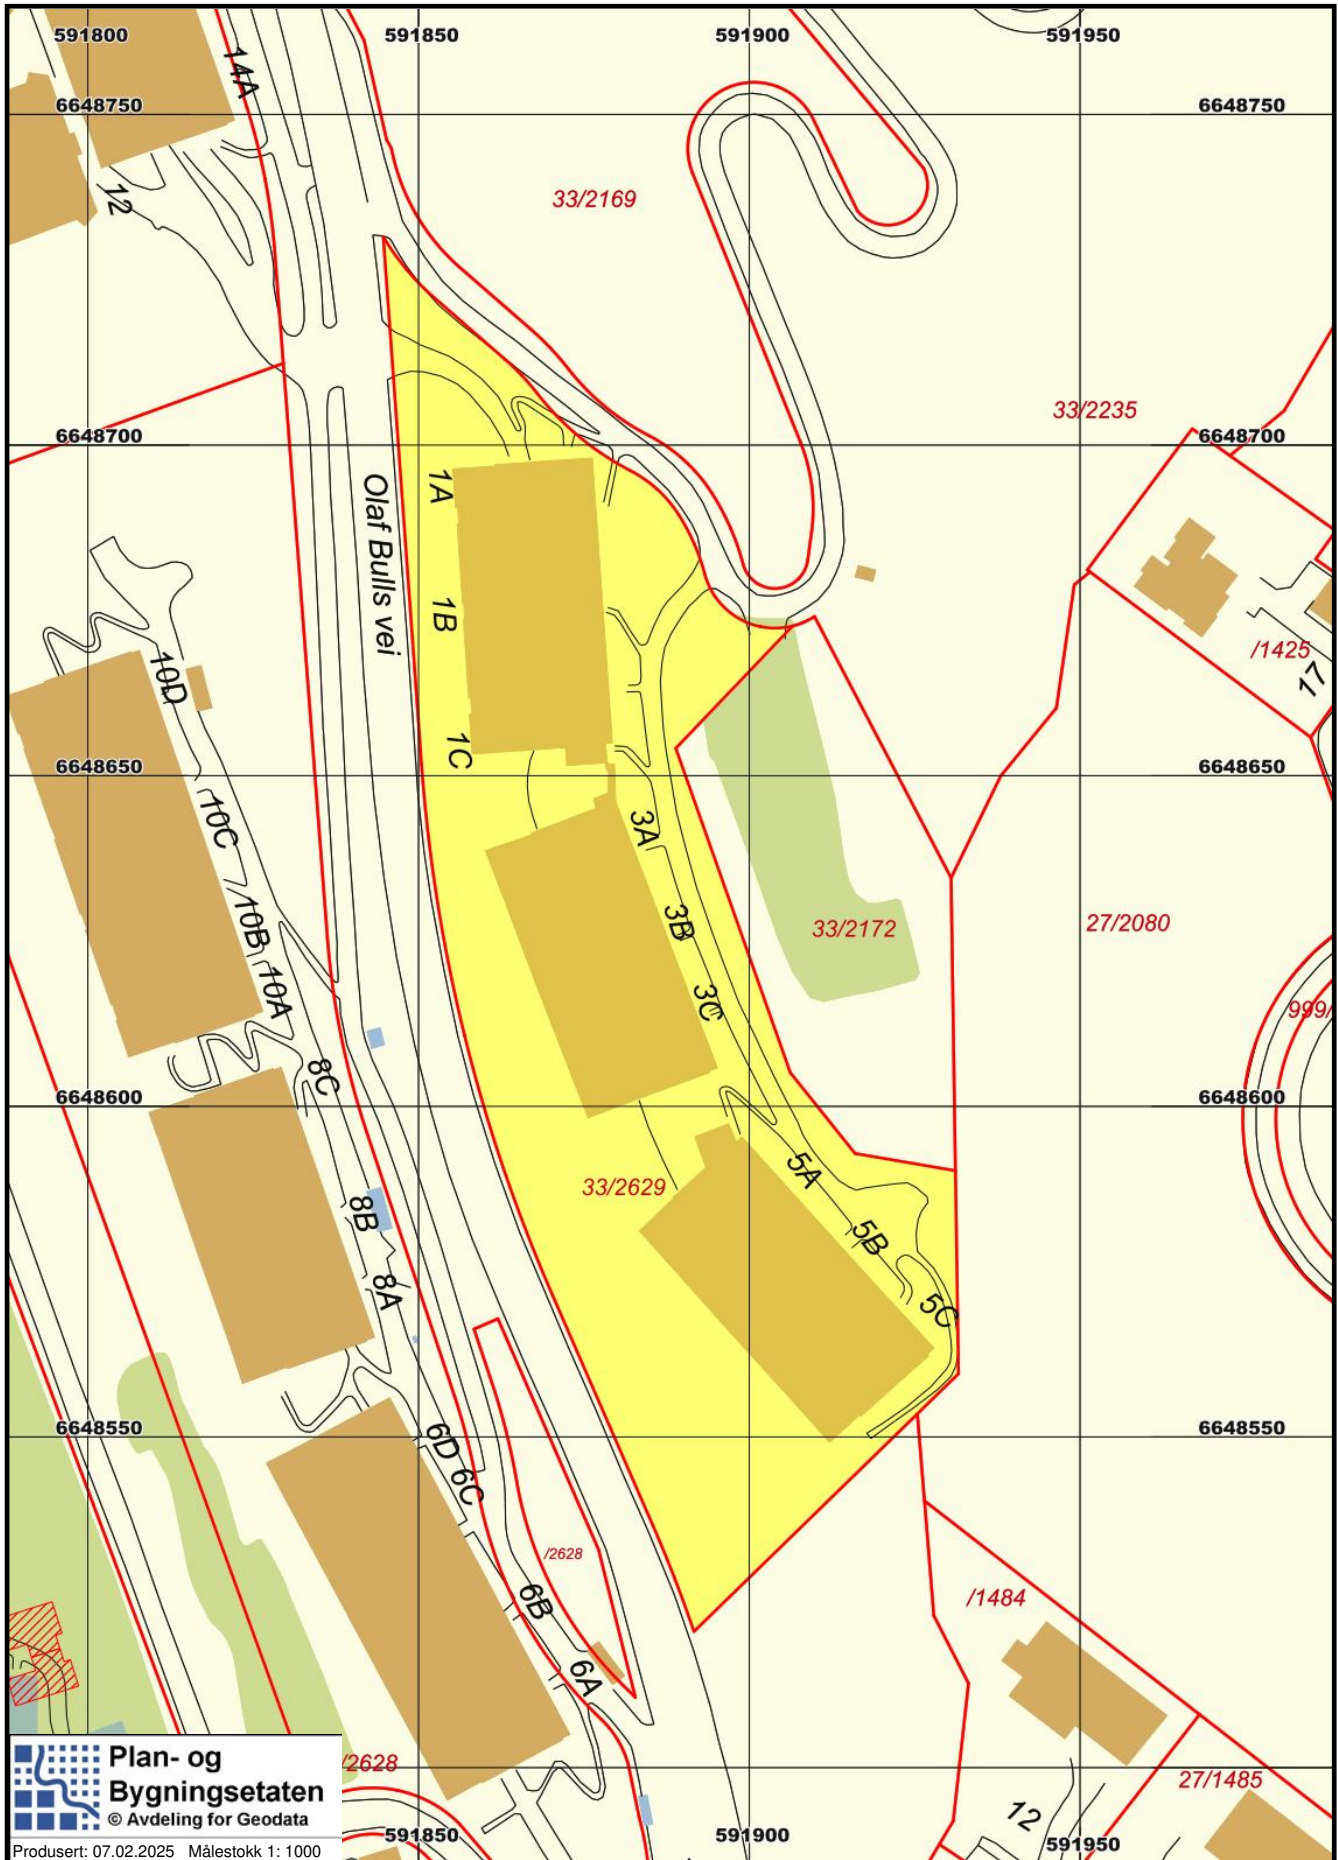 591800 591850 591900 591950
14A
6648750 6648750
12
33/2169
33/2235
6648700 6648700
1A
Olaf Bulls vei
1B
/1425
17
10D
1C
6648650 6648650
10C
3A
10B
3B
33/2172
27/2080
10A
3C
999/
8C
6648600 6648600
5A
33/2629
8B
5B
8A
5C
6648550 6648550
6D
6C
/2628
6B
/1484
6A
/2628
27/1485
12
591850 591900 591950
Plan- og
Bygningsetaten
© Avdeling for Geodata
Produsert: 07.02.2025 Målestokk 1: 1000